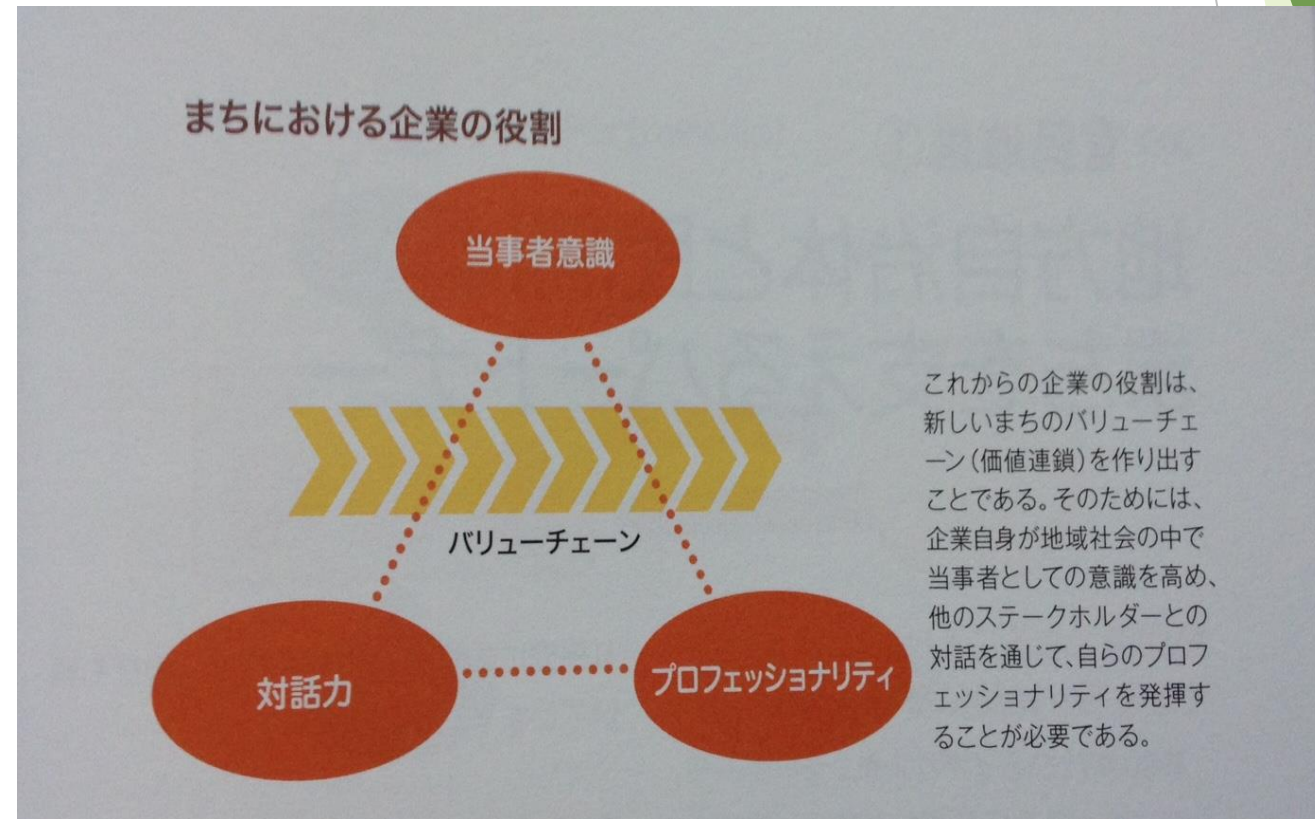 まちにおける企業の役割
当事者意識
バリューチェーン
対話力
プロフェッショナリティ
これからの企業の役割は、
新しいまちのバリューチェ
ーン(価値連鎖)を作り出す
ことである。そのためには、
企業自身が地域社会の中で
当事者としての意識を高め、
他のステークホルダーとの
対話を通じて、自らのプロフ
ェッショナリティを発揮す
ることが必要である。